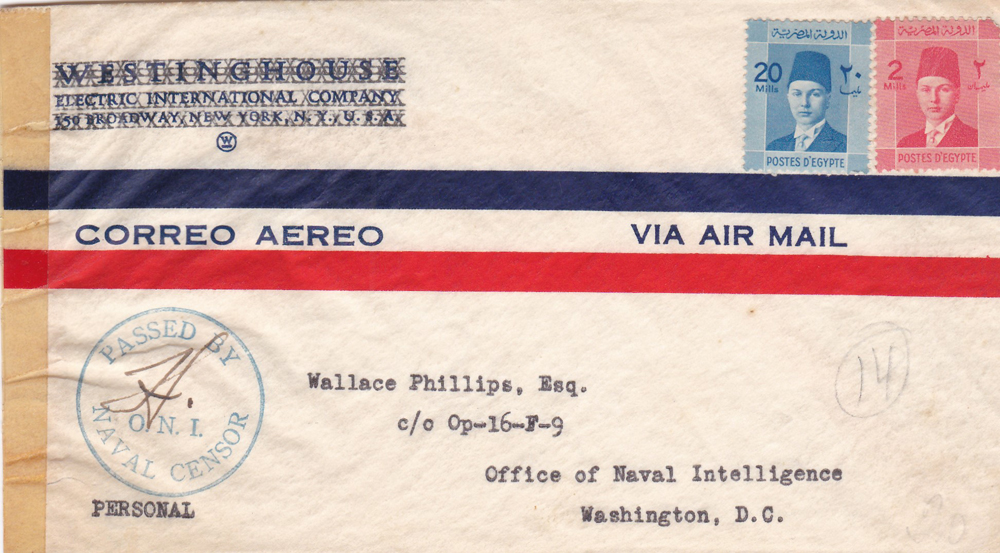 WESTINGHOUSE
ELECTRIC INTERNATIONAL COMPANY
150 BROADWAY, NEW YORK, N. Y., U. S. A.
W
الدولة المصرية
20 Mills
٢٠ مليم
POSTES D'EGYPTE
الدولة المصرية
2 Mills
٢ مليمان
POSTES D'EGYPTE
CORREO AEREO
VIA AIR MAIL
PASSED BY
H.
O. N. I.
NAVAL CENSOR
14
Wallace Phillips, Esq.
c/o Op-16-F-9
Office of Naval Intelligence
Washington, D.C.
PERSONAL